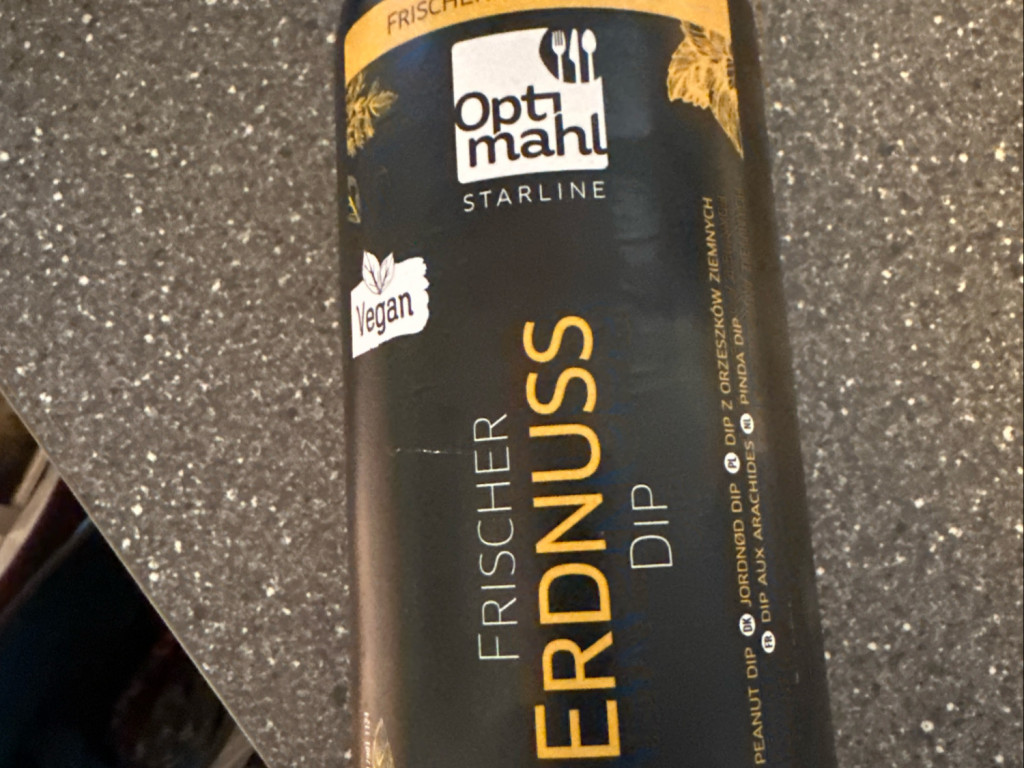 Opti
mahl
STARLINE
Vegan
FRISCHER
ERDNUSS
DIP
PEANUT DIP DK JORDNØD DIP PL DIP Z ORZESZKÓW ZIEMNYCH
FR DIP AUX ARACHIDES NL PINDA DIP